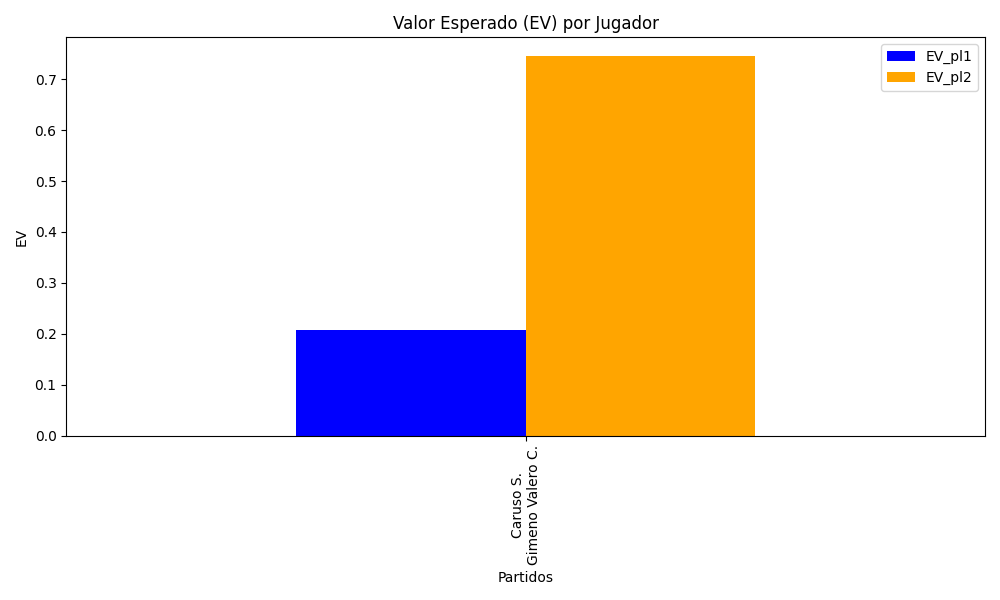 Valor Esperado (EV) por Jugador
EV_pl1
EV_pl2
EV
0.7
0.6
0.5
0.4
0.3
0.2
0.1
0.0
Caruso S.
Gimeno Valero C.
Partidos